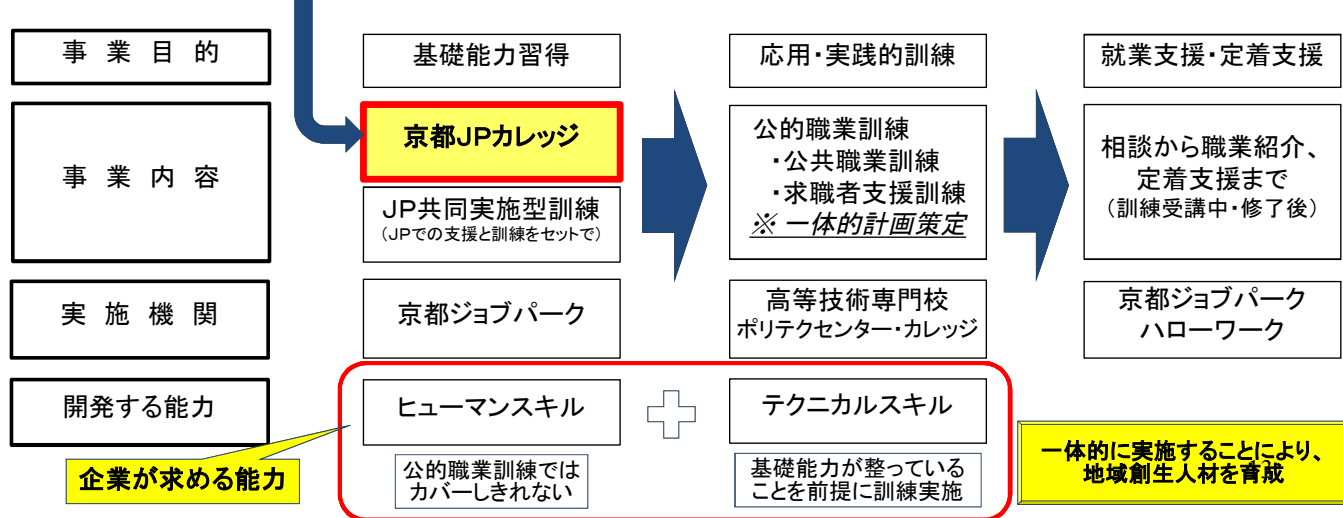 事業目的
基礎能力習得
応用・実践的訓練
就業支援・定着支援
事業内容
京都JPカレッジ
JP共同実施型訓練
(JPでの支援と訓練をセットで)
公的職業訓練
・公共職業訓練
・求職者支援訓練
※ 一体的計画策定
相談から職業紹介、
定着支援まで
(訓練受講中・修了後)
実施機関
京都ジョブパーク
高等技術専門校
ポリテクセンター・カレッジ
京都ジョブパーク
ハローワーク
開発する能力
ヒューマンスキル
テクニカルスキル
企業が求める能力
公的職業訓練では
カバーしきれない
基礎能力が整っている
ことを前提に訓練実施
一体的に実施することにより、
地域創生人材を育成